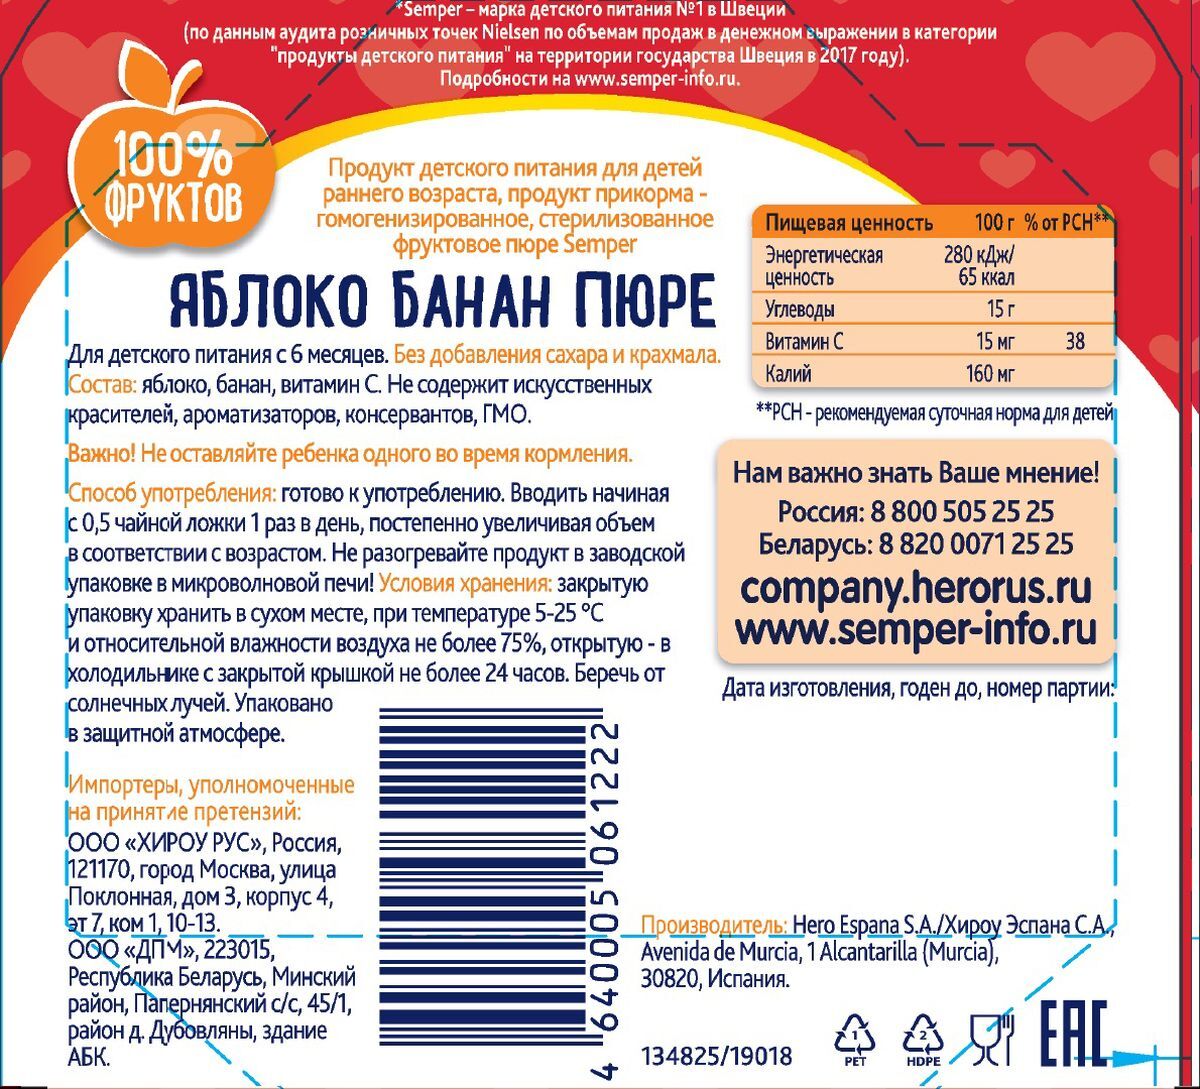 *Semper – марка детского питания №1 в Швеции
(по данным аудита розничных точек Nielsen по объемам продаж в денежном выражении в категории
"продукты детского питания" на территории государства Швеция в 2017 году).
Подробности на www.semper-info.ru.
100%
ФРУКТОВ
Продукт детского питания для детей
раннего возраста, продукт прикорма -
гомогенизированное, стерилизованное
фруктовое пюре Semper
ЯБЛОКО БАНАН ПЮРЕ
Для детского питания с 6 месяцев. Без добавления сахара и крахмала.
Состав: яблоко, банан, витамин С. Не содержит искусственных
красителей, ароматизаторов, консервантов, ГМО.
Важно! Не оставляйте ребенка одного во время кормления.
Способ употребления: готово к употреблению. Вводить начиная
с 0,5 чайной ложки 1 раз в день, постепенно увеличивая объем
в соответствии с возрастом. Не разогревайте продукт в заводской
упаковке в микроволновой печи! Условия хранения: закрытую
упаковку хранить в сухом месте, при температуре 5-25 °С
и относительной влажности воздуха не более 75%, открытую - в
холодильнике с закрытой крышкой не более 24 часов. Беречь от
солнечных лучей. Упаковано
в защитной атмосфере.
Импортеры, уполномоченные
на принятие претензий:
ООО «ХИРОУ РУС», Россия,
121170, город Москва, улица
Поклонная, дом 3, корпус 4,
эт 7, ком 1, 10-13.
ООО «ДПМ», 223015,
Республика Беларусь, Минский
район, Папернянский с/с, 45/1,
район д. Дубовляны, здание
АБК.
4 640005 061222
Пищевая ценность 100 г % от РСН**
Энергетическая 280 кДж/
ценность 65 ккал
Углеводы 15 г
Витамин С 15 мг 38
Калий 160 мг
**РСН - рекомендуемая суточная норма для детей
Нам важно знать Ваше мнение!
Россия: 8 800 505 25 25
Беларусь: 8 820 0071 25 25
company.herorus.ru
www.semper-info.ru
Дата изготовления, годен до, номер партии:
Производитель: Hero Espana S.A./Хироу Эспана С.А.,
Avenida de Murcia, 1 Alcantarilla (Murcia),
30820, Испания.
134825/19018
1
PET
2
HDPE
EAC